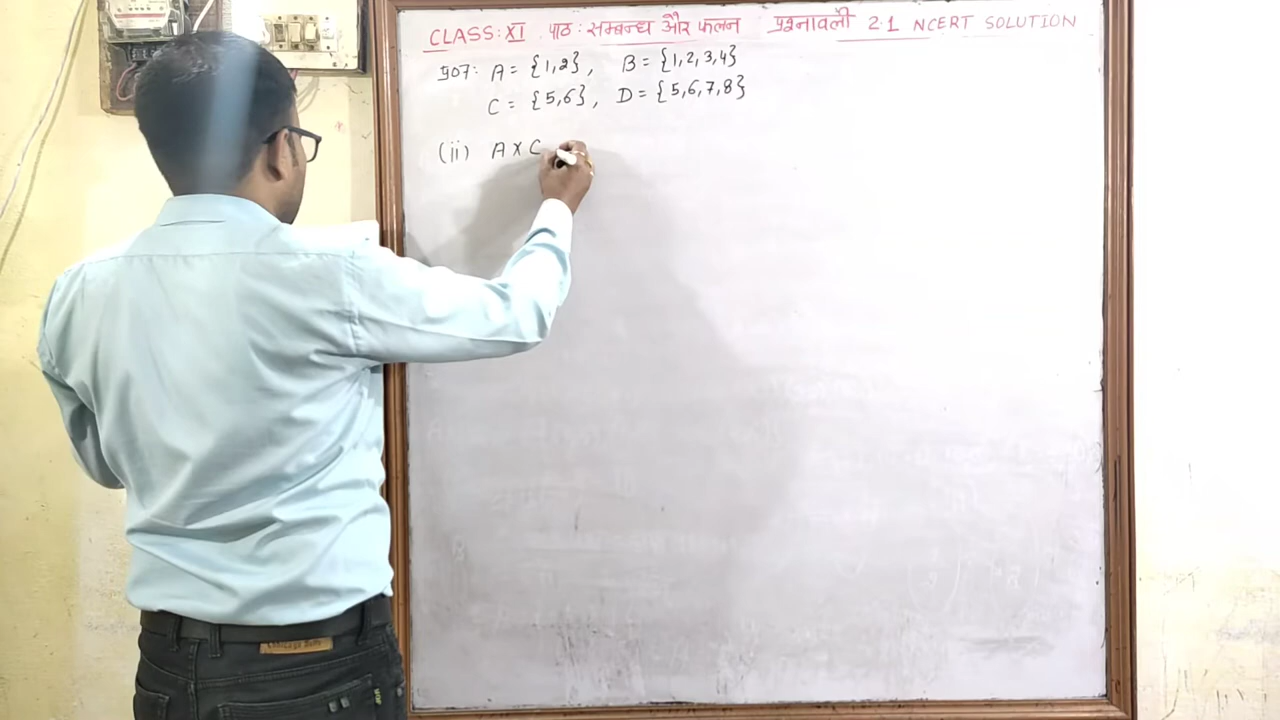 CLASS: XI पाठ: सम्बन्ध और फलन प्रश्नावली 2.1 NCERT SOLUTION
प्र07: A = {1,2}, B = {1,2,3,4}
C = {5,6}, D = {5,6,7,8}
(ii) A X C